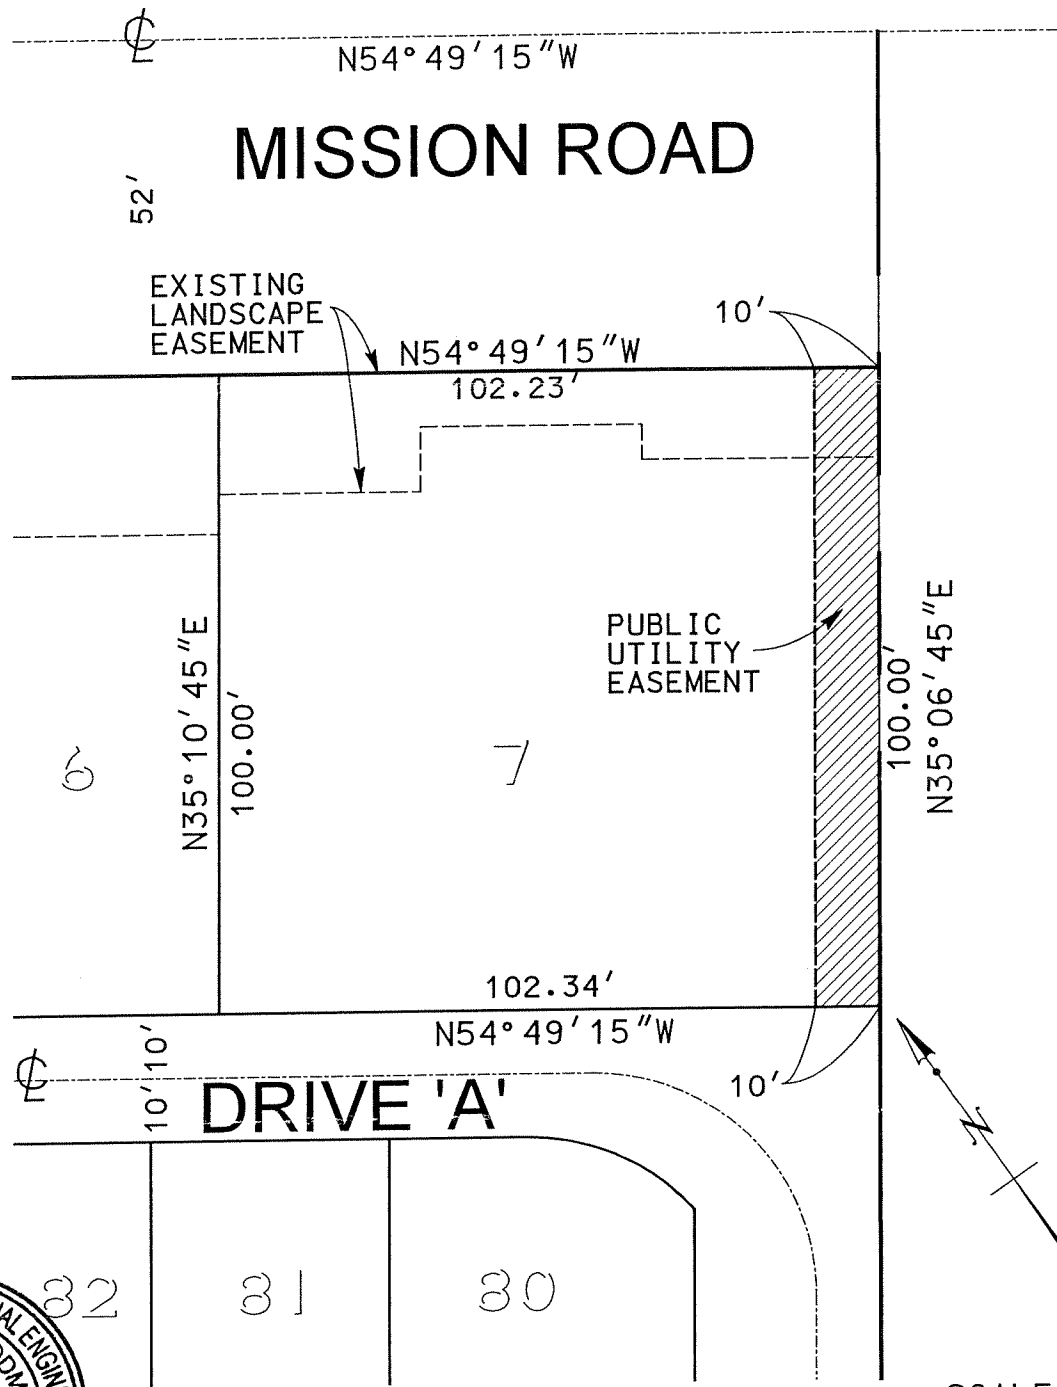 ℄
N54°49'15"W
MISSION ROAD
52'
EXISTING
LANDSCAPE
EASEMENT
10'
N54°49'15"W
102.23'
PUBLIC
UTILITY
EASEMENT
N35°10'45"E
100.00'
100.00'
N35°06'45"E
6
7
102.34'
N54°49'15"W
10'
10'
℄
DRIVE 'A'
10'
N
82
81
80